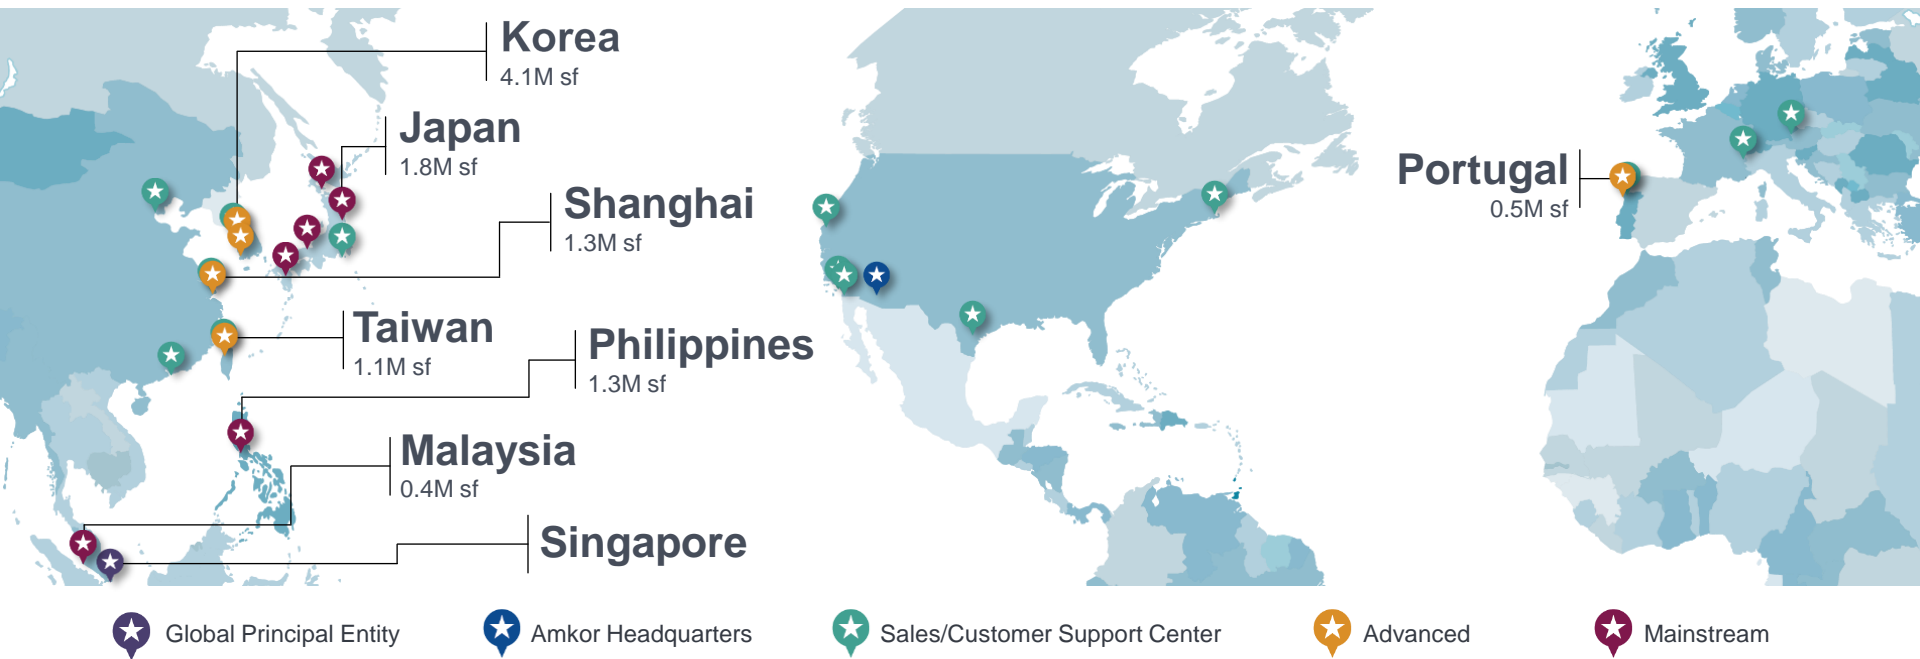 Korea
4.1M sf
Japan
1.8M sf
Shanghai
1.3M sf
Taiwan
1.1M sf
Philippines
1.3M sf
Malaysia
0.4M sf
Singapore
Portugal
0.5M sf
Global Principal Entity
Amkor Headquarters
Sales/Customer Support Center
Advanced
Mainstream